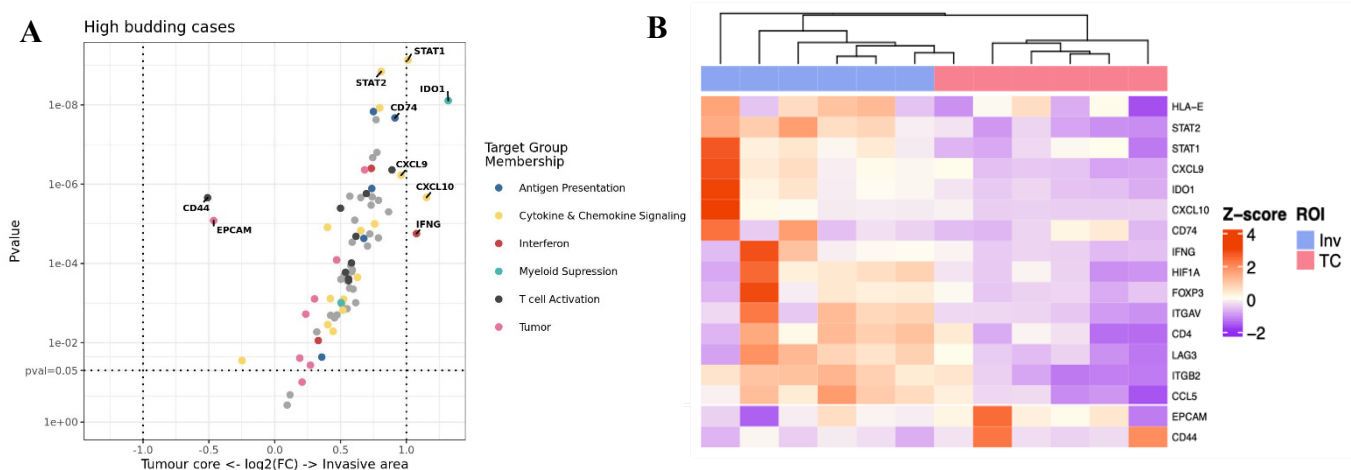 A
High budding cases
STAT1
STAT2
IDO1
CD74
CXCL9
CXCL10
CD44
EPCAM
IFNG
Pvalue
1e-08
1e-06
1e-04
1e-02
pval=0.05
1e+00
-1.0
-0.5
0.0
0.5
1.0
Tumour core <- log2(FC) -> Invasive area
Target Group
Membership
Antigen Presentation
Cytokine & Chemokine Signaling
Interferon
Myeloid Supression
T cell Activation
Tumor
B
HLA-E
STAT2
STAT1
CXCL9
IDO1
CXCL10
CD74
IFNG
HIF1A
FOXP3
ITGAV
CD4
LAG3
ITGB2
CCL5
EPCAM
CD44
Z-score
4
2
0
-2
ROI
Inv
TC